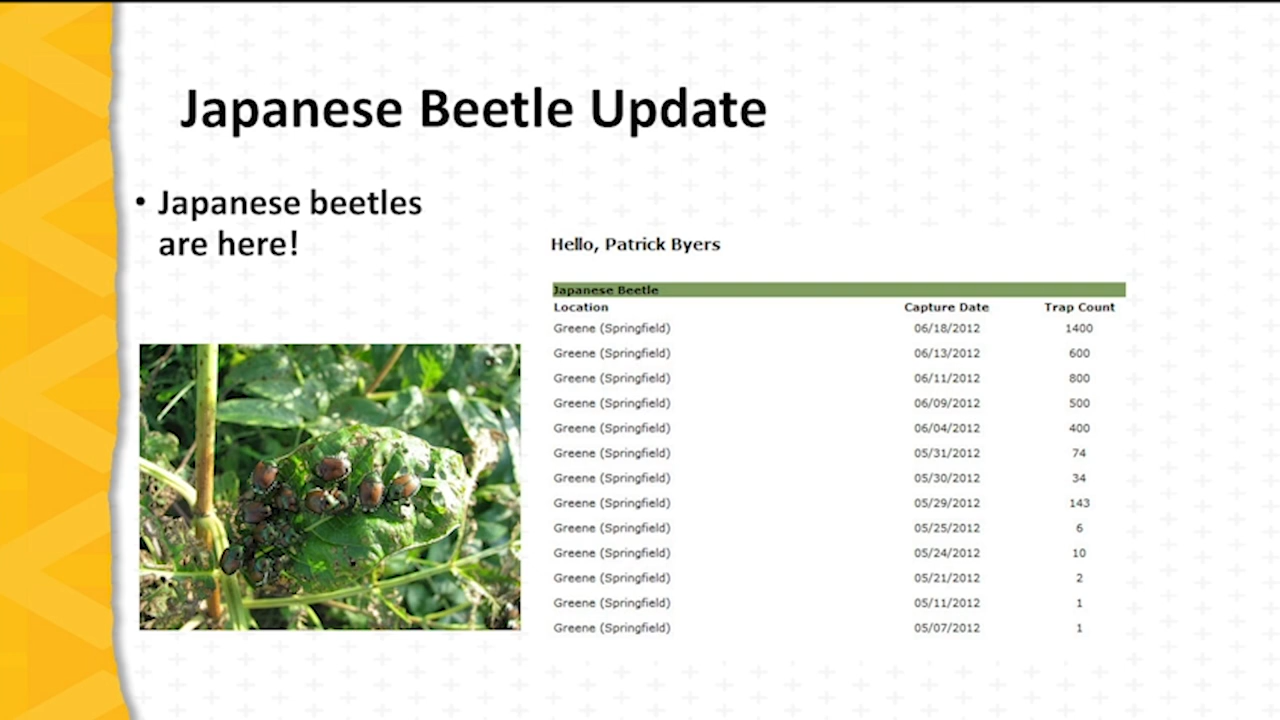 Japanese Beetle Update
• Japanese beetles
are here!
Hello, Patrick Byers
Japanese Beetle
Location Capture Date Trap Count
Greene (Springfield) 06/18/2012 1400
Greene (Springfield) 06/13/2012 600
Greene (Springfield) 06/11/2012 800
Greene (Springfield) 06/09/2012 500
Greene (Springfield) 06/04/2012 400
Greene (Springfield) 05/31/2012 74
Greene (Springfield) 05/30/2012 34
Greene (Springfield) 05/29/2012 143
Greene (Springfield) 05/25/2012 6
Greene (Springfield) 05/24/2012 10
Greene (Springfield) 05/21/2012 2
Greene (Springfield) 05/11/2012 1
Greene (Springfield) 05/07/2012 1